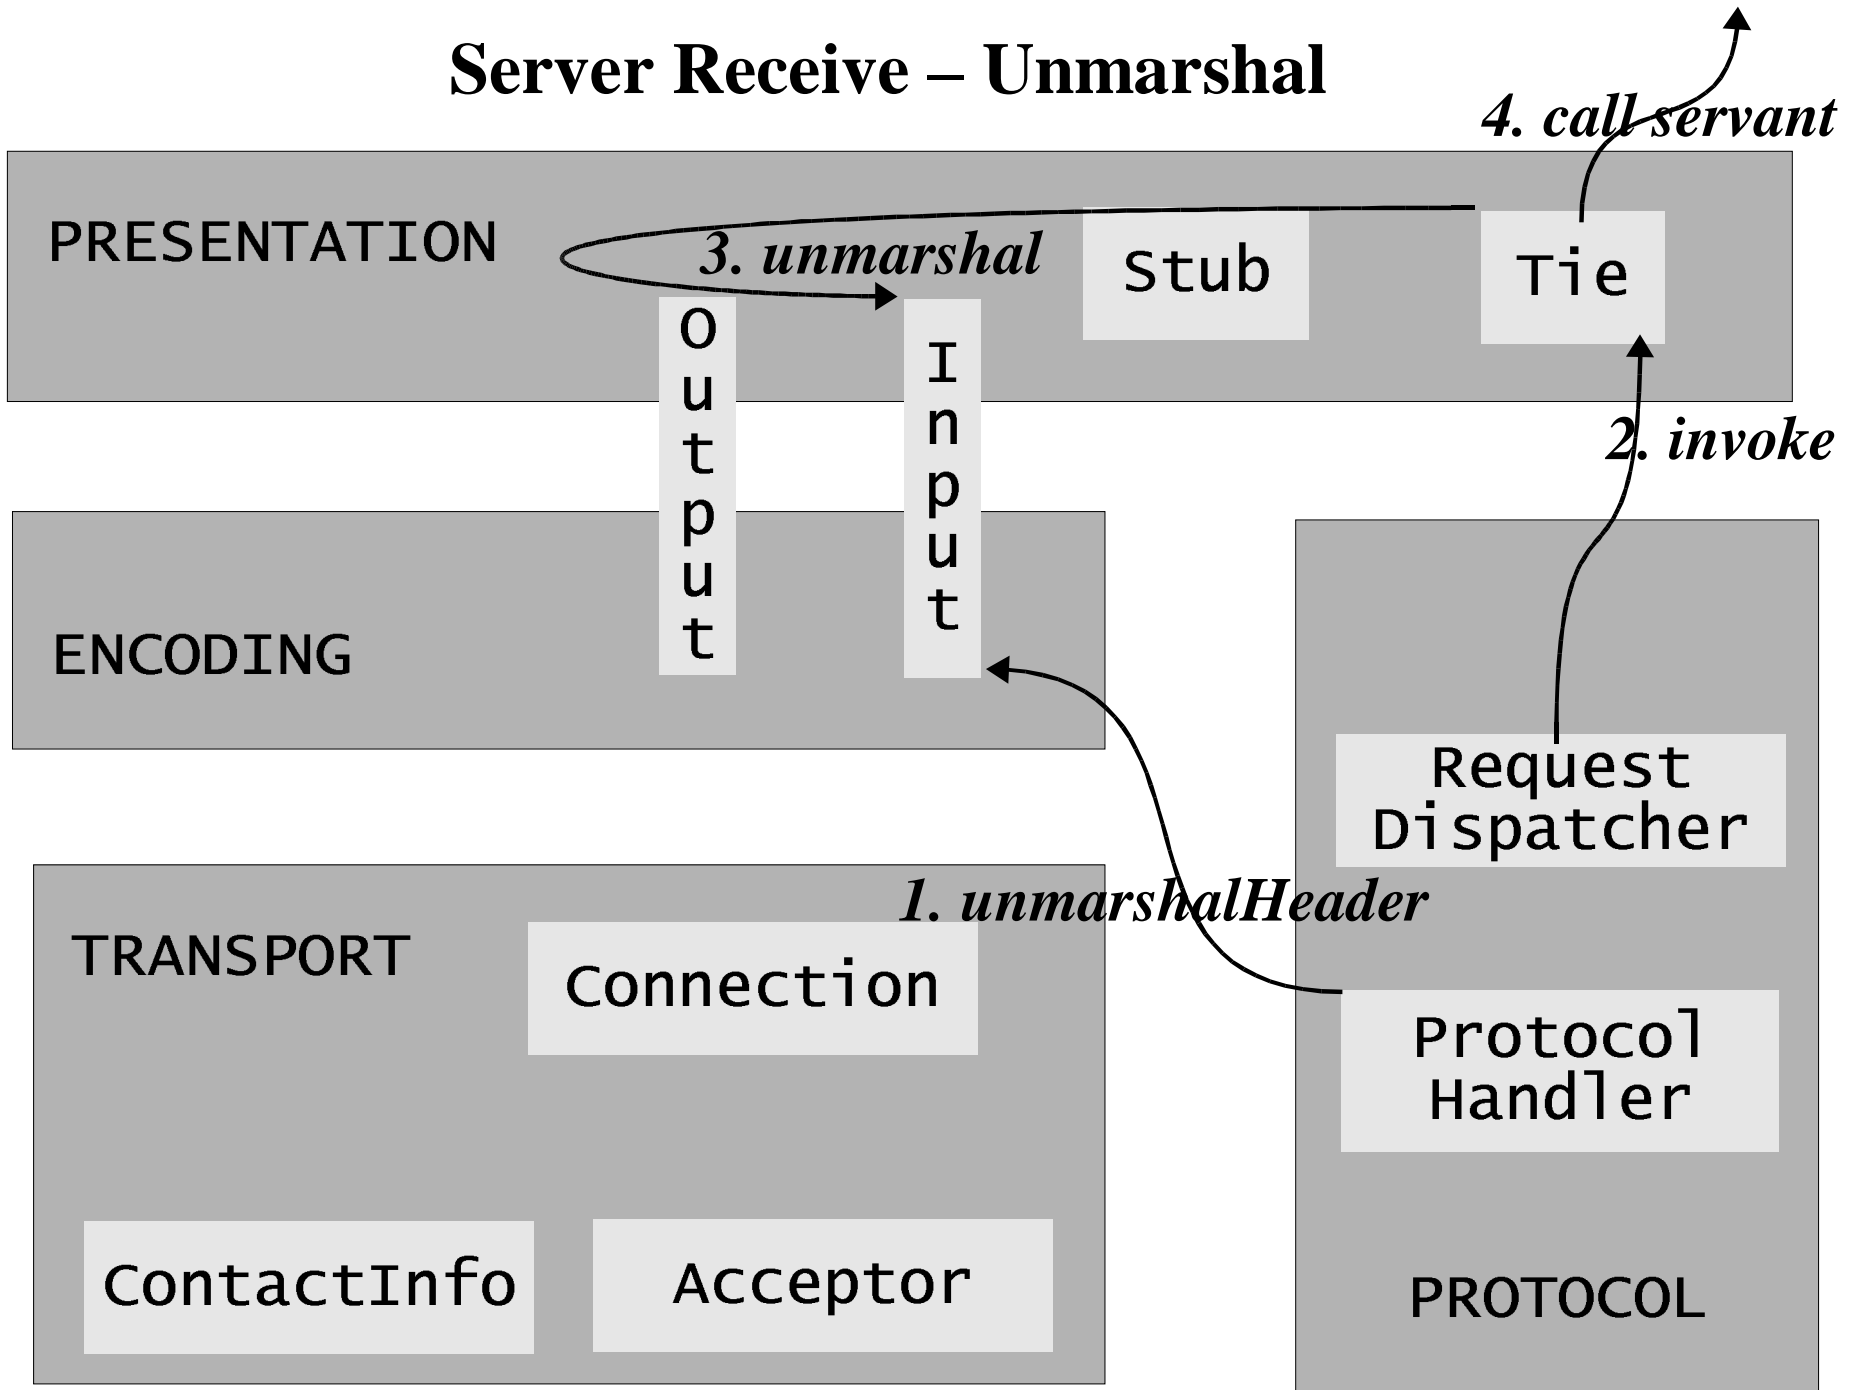 Server Receive – Unmarshal
4. call servant
PRESENTATION
3. unmarshal
Stub
Tie
Output
Input
2. invoke
ENCODING
Request
Dispatcher
1. unmarshalHeader
TRANSPORT
Connection
Protocol
Handler
ContactInfo
Acceptor
PROTOCOL